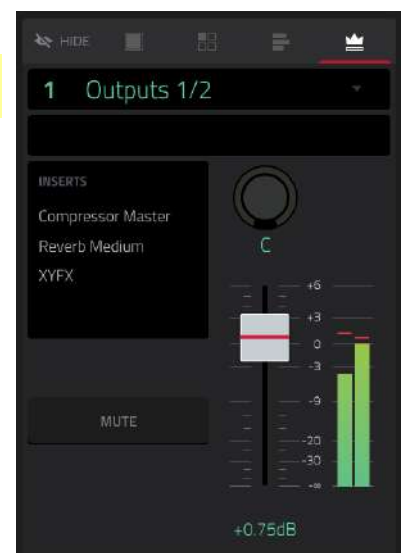 HIDE
1 Outputs 1/2
INSERTS
Compressor Master
Reverb Medium
XYFX
C
+6
+3
0
-3
-9
-20
-30
-∞
MUTE
+0.75dB